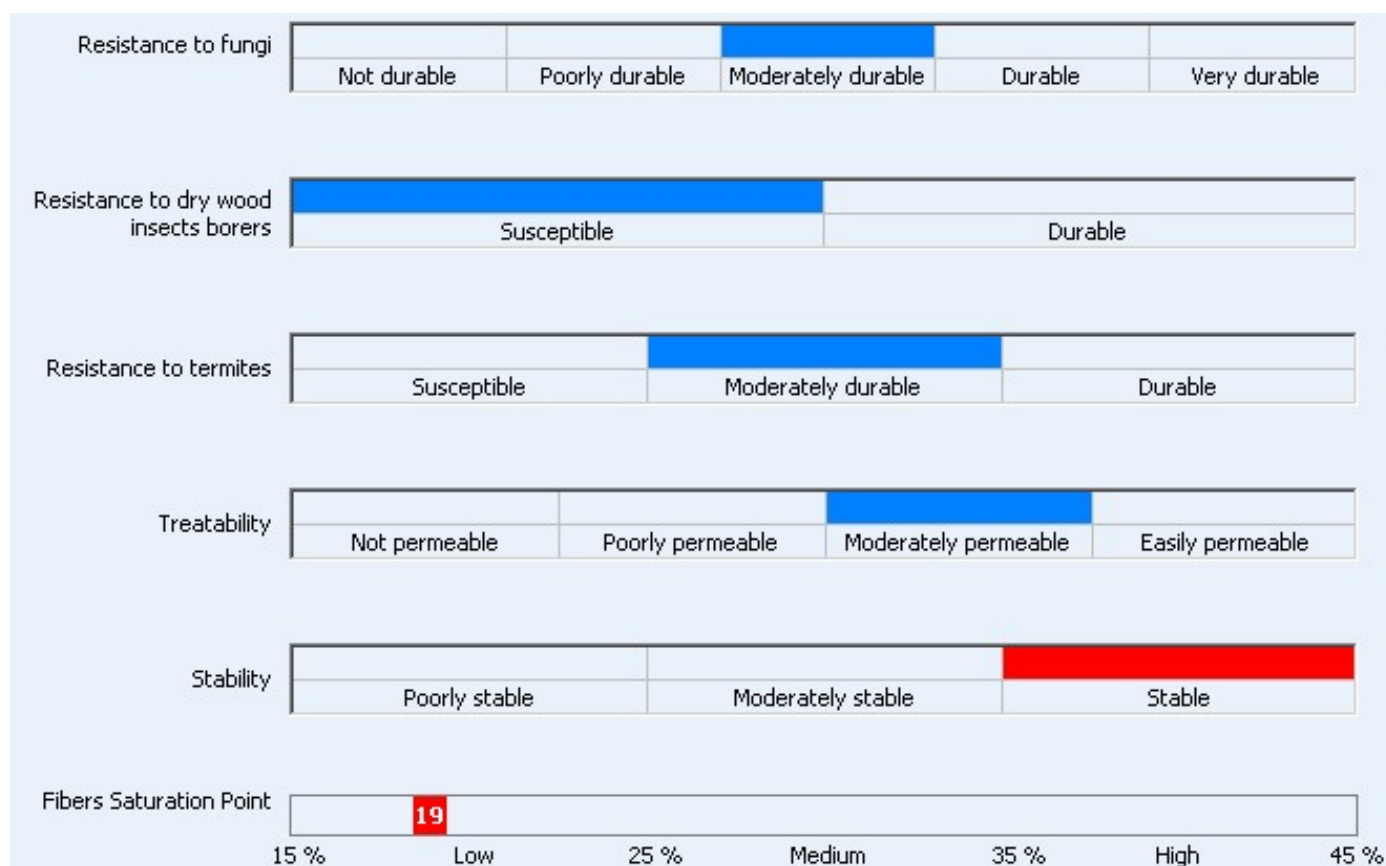 Resistance to fungi
Not durable Poorly durable Moderately durable Durable Very durable
Resistance to dry wood
insects borers
Susceptible Durable
Resistance to termites
Susceptible Moderately durable Durable
Treatability
Not permeable Poorly permeable Moderately permeable Easily permeable
Stability
Poorly stable Moderately stable Stable
Fibers Saturation Point
19
15 % Low 25 % Medium 35 % High 45 %